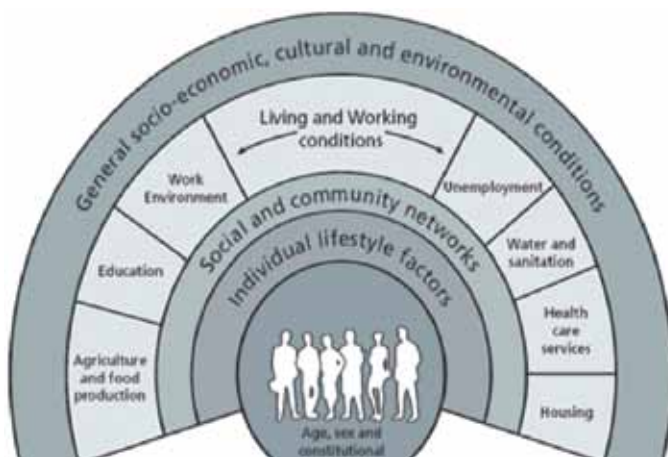 General socio-economic, cultural and environmental conditions
Living and Working
conditions
Work
Environment
Unemployment
Education
Water and
sanitation
Agriculture
and food
production
Health
care
services
Housing
Social and community networks
Individual lifestyle factors
Age, sex and
constitutional